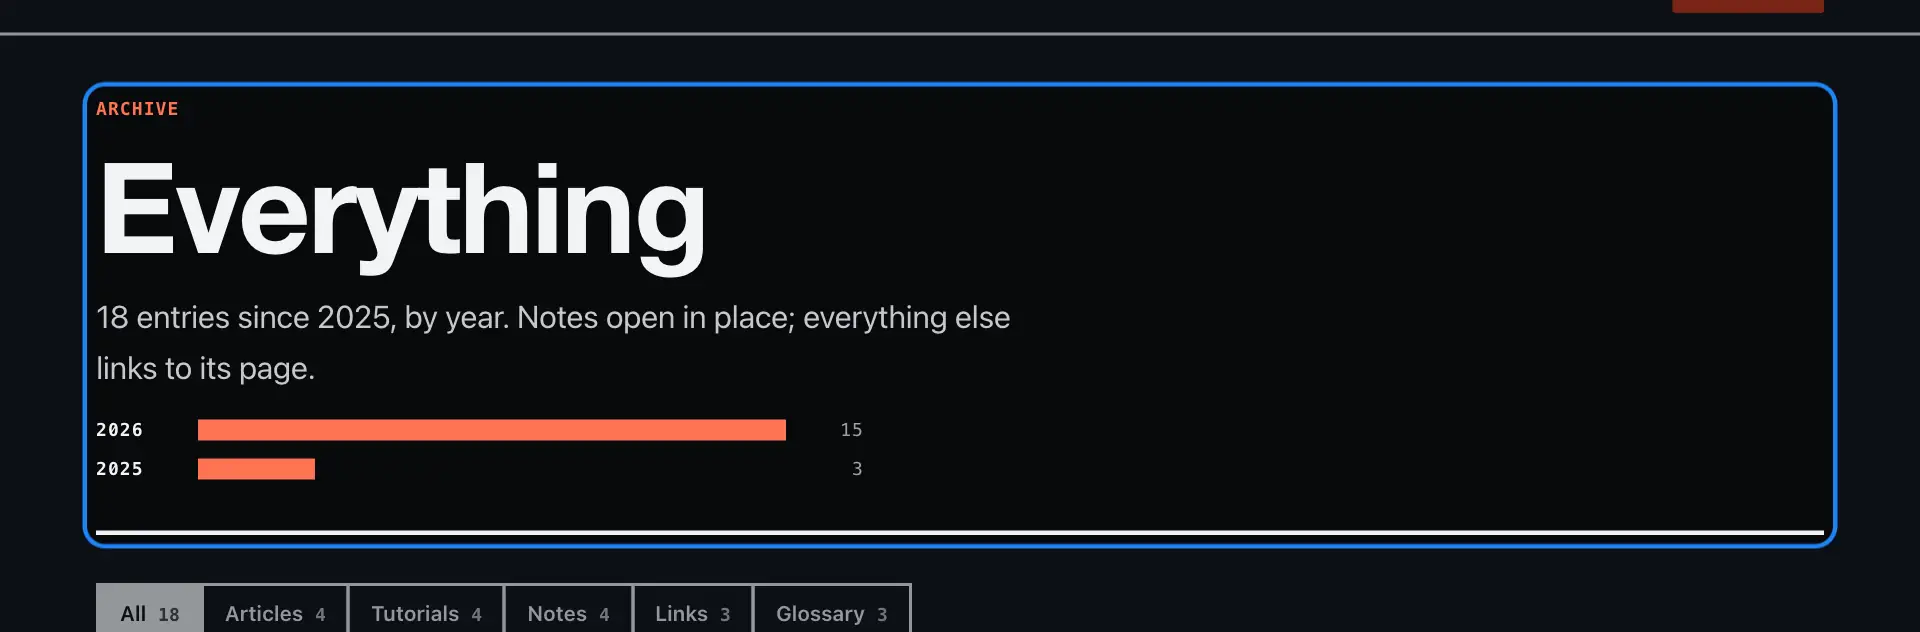 ARCHIVE
Everything
18 entries since 2025, by year. Notes open in place; everything else
links to its page.
2026 15
2025 3
All 18 Articles 4 Tutorials 4 Notes 4 Links 3 Glossary 3